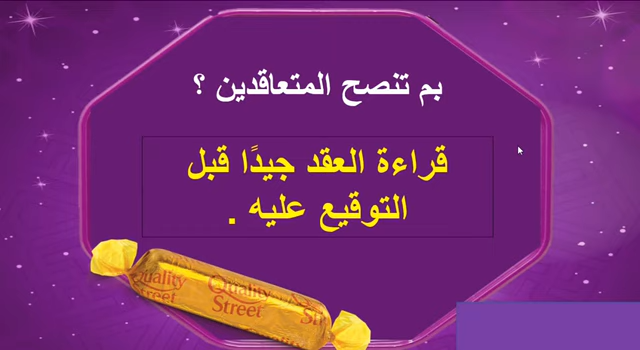 بم تنصح المتعاقدين ؟
قراءة العقد جيدًا قبل
التوقيع عليه .
Quality
Street
Quality
Street